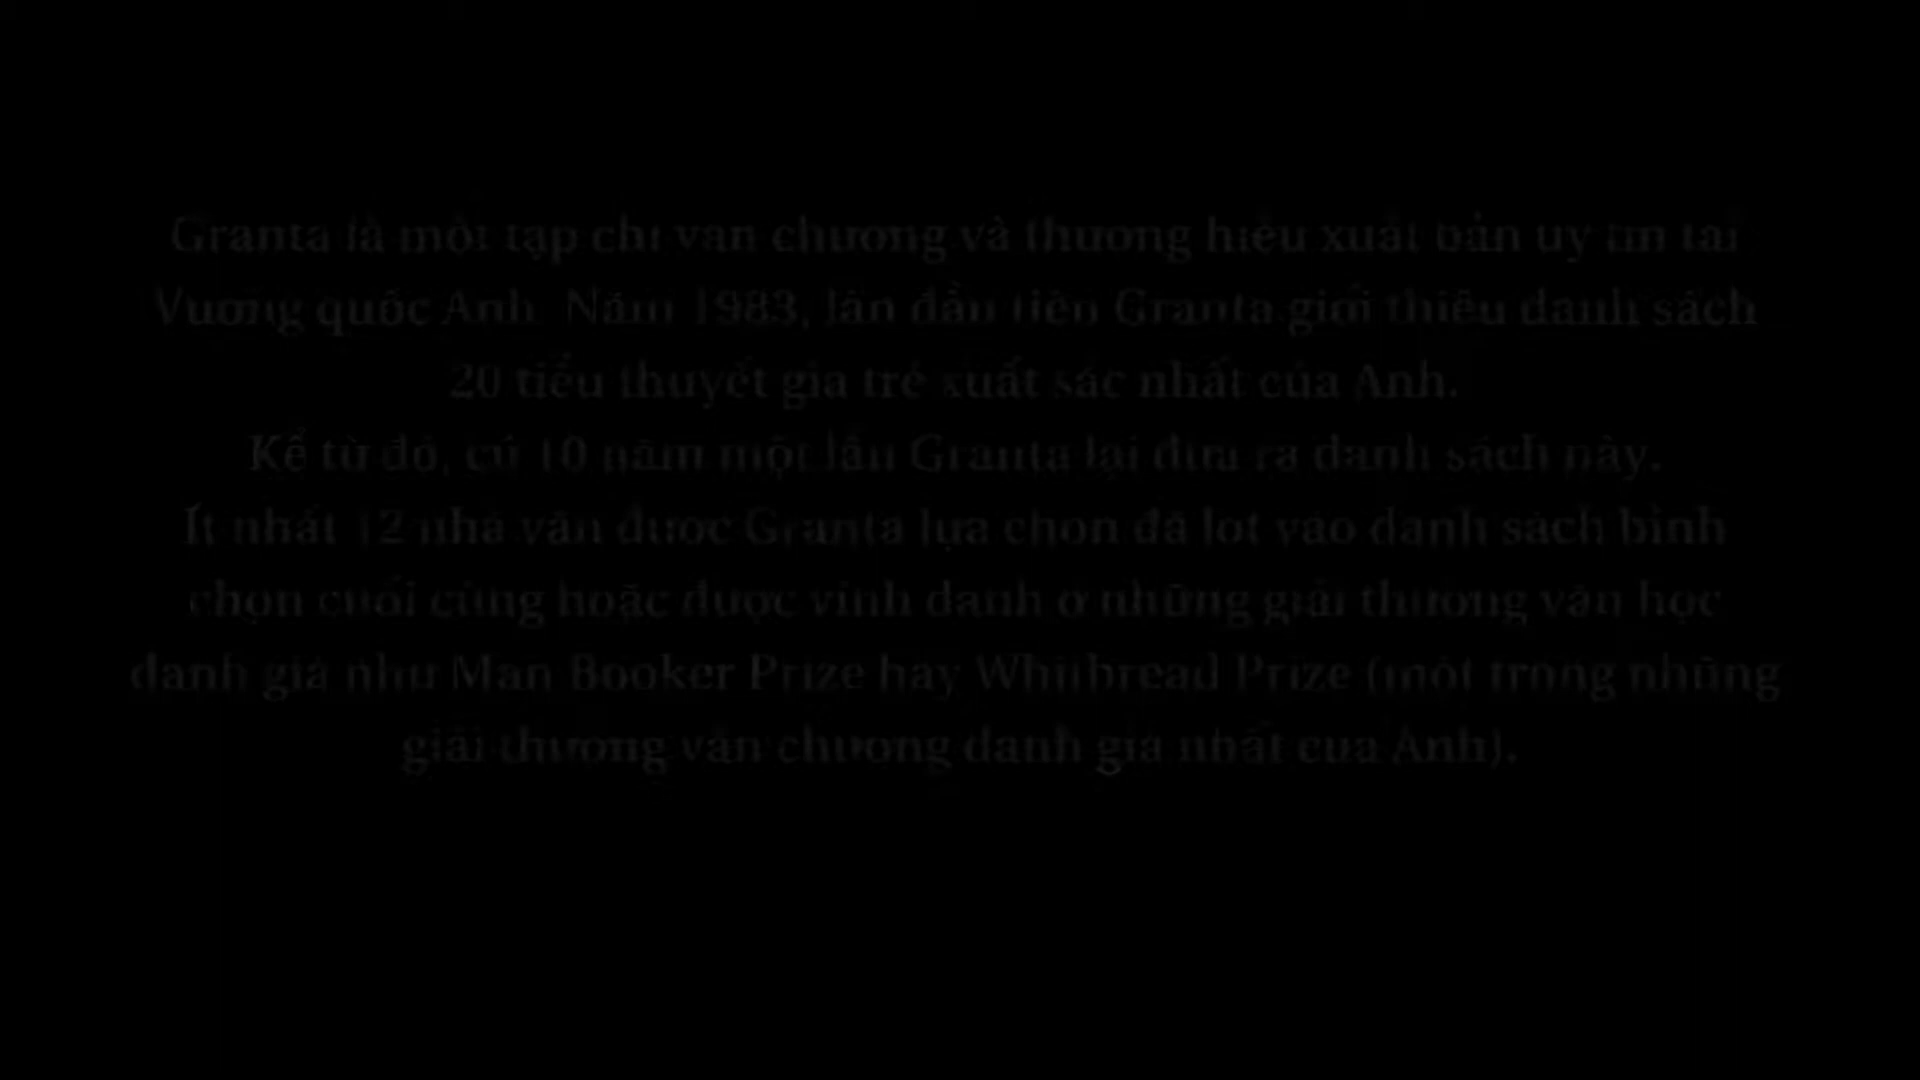 Granta là một tạp chí văn chương và thương hiệu xuất bản uy tín tại
Vương quốc Anh. Năm 1983, lần đầu tiên Granta giới thiệu danh sách
20 tiểu thuyết gia trẻ xuất sắc nhất của Anh.
Kể từ đó, cứ 10 năm một lần Granta lại đưa ra danh sách này.
Ít nhất 12 nhà văn được Granta lựa chọn đã lọt vào danh sách bình
chọn cuối cùng hoặc được vinh danh ở những giải thưởng văn học
danh giá như Man Booker Prize hay Whitbread Prize (một trong những
giải thưởng văn chương danh giá nhất của Anh).